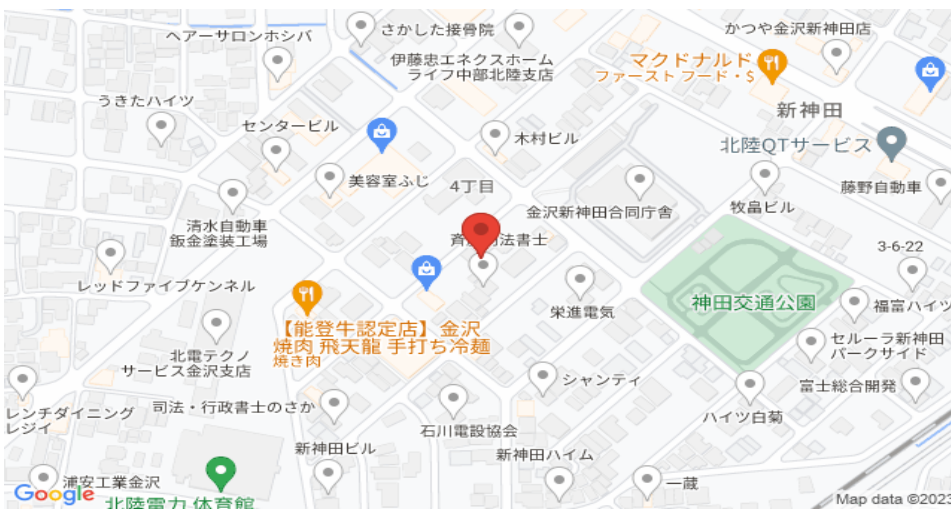 さかした接骨院
ヘアーサロンホシバ
かつや金沢新神田店
伊藤忠エネクスホーム
ライフ中部北陸支店
マクドナルド
ファースト フード・$
うきたハイツ
新神田
センタービル
木村ビル
北陸QTサービス
美容室ふじ
4丁目
藤野自動車
金沢新神田合同庁舎
牧畠ビル
清水自動車
鈑金塗装工場
法書士
3-6-22
レッドファイブケンネル
神田交通公園
福富ハイツ
栄進電気
【能登牛認定店】金沢
焼肉 飛天龍 手打ち冷麺
焼き肉
セルーラ新神田
パークサイド
北電テクノ
サービス金沢支店
シャンティ
富士総合開発
レンチダイニング
レジイ
司法・行政書士のさか
ハイツ白菊
石川電設協会
新神田ビル
新神田ハイム
浦安工業金沢
一蔵
Google
北陸電力 体育館
Map data ©2023